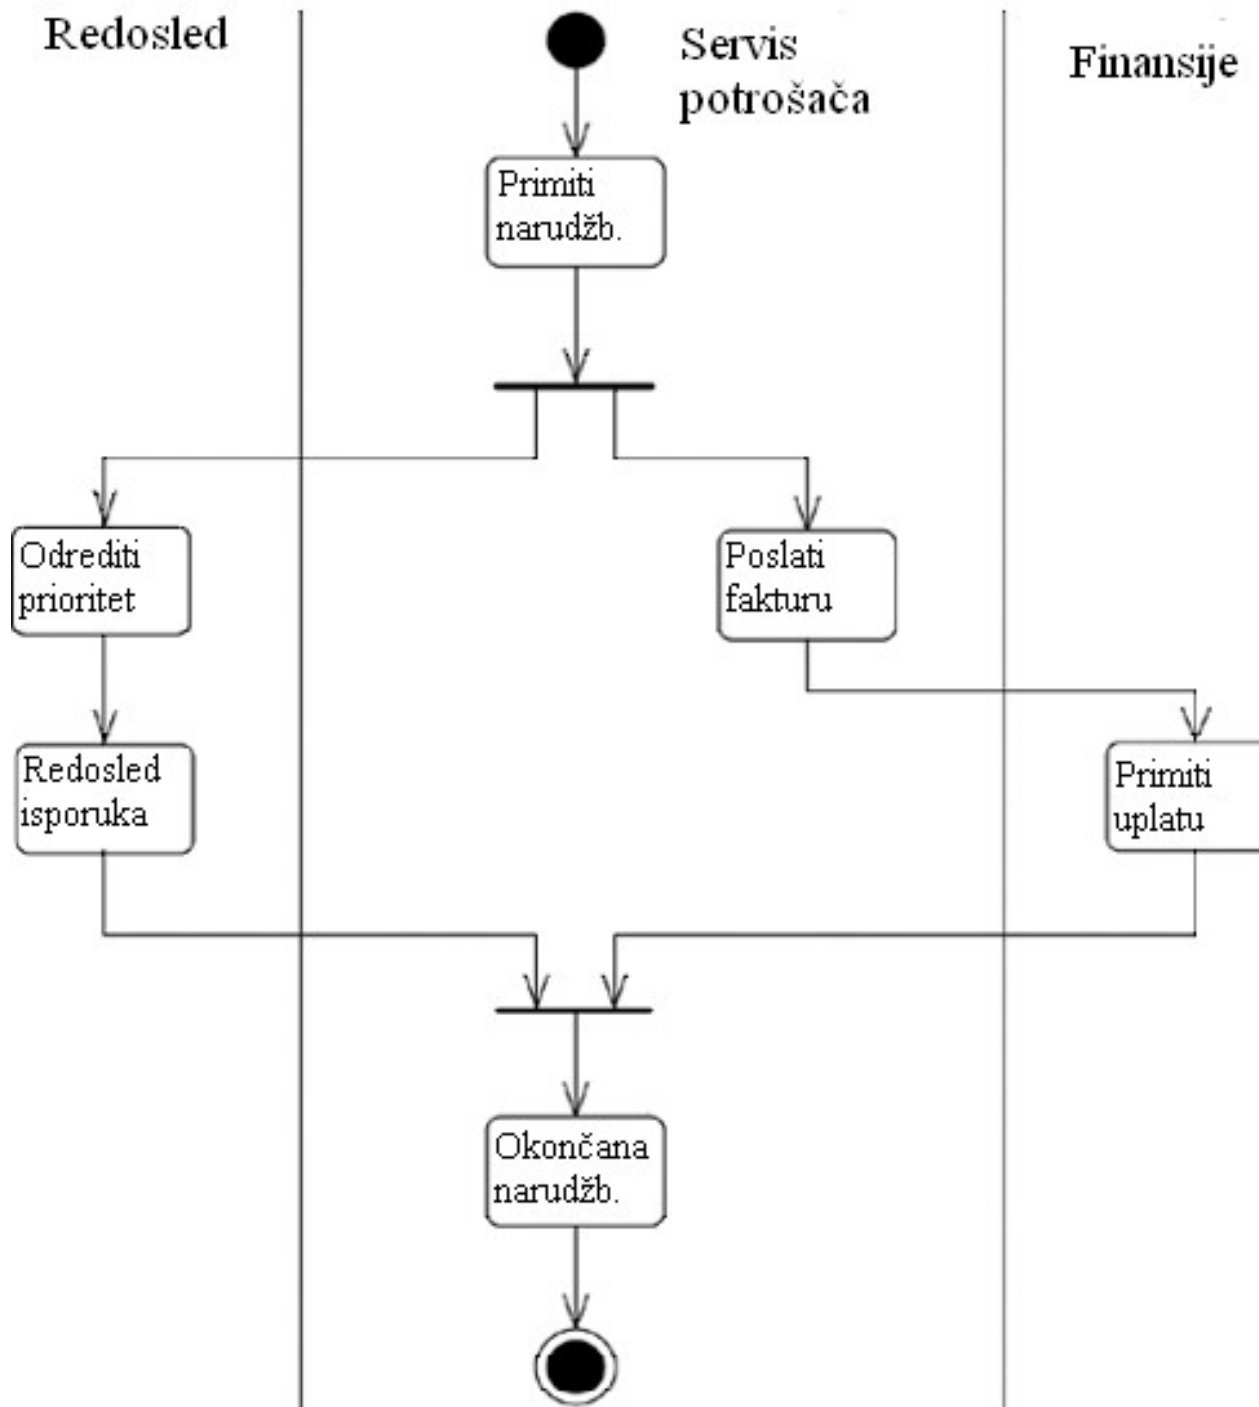 Redosled
Servis
potrošača
Finansije
Primiti
narudžb.
Odrediti
prioritet
Poslati
fakturu
Redosled
isporuka
Primiti
uplatu
Okončana
narudžb.